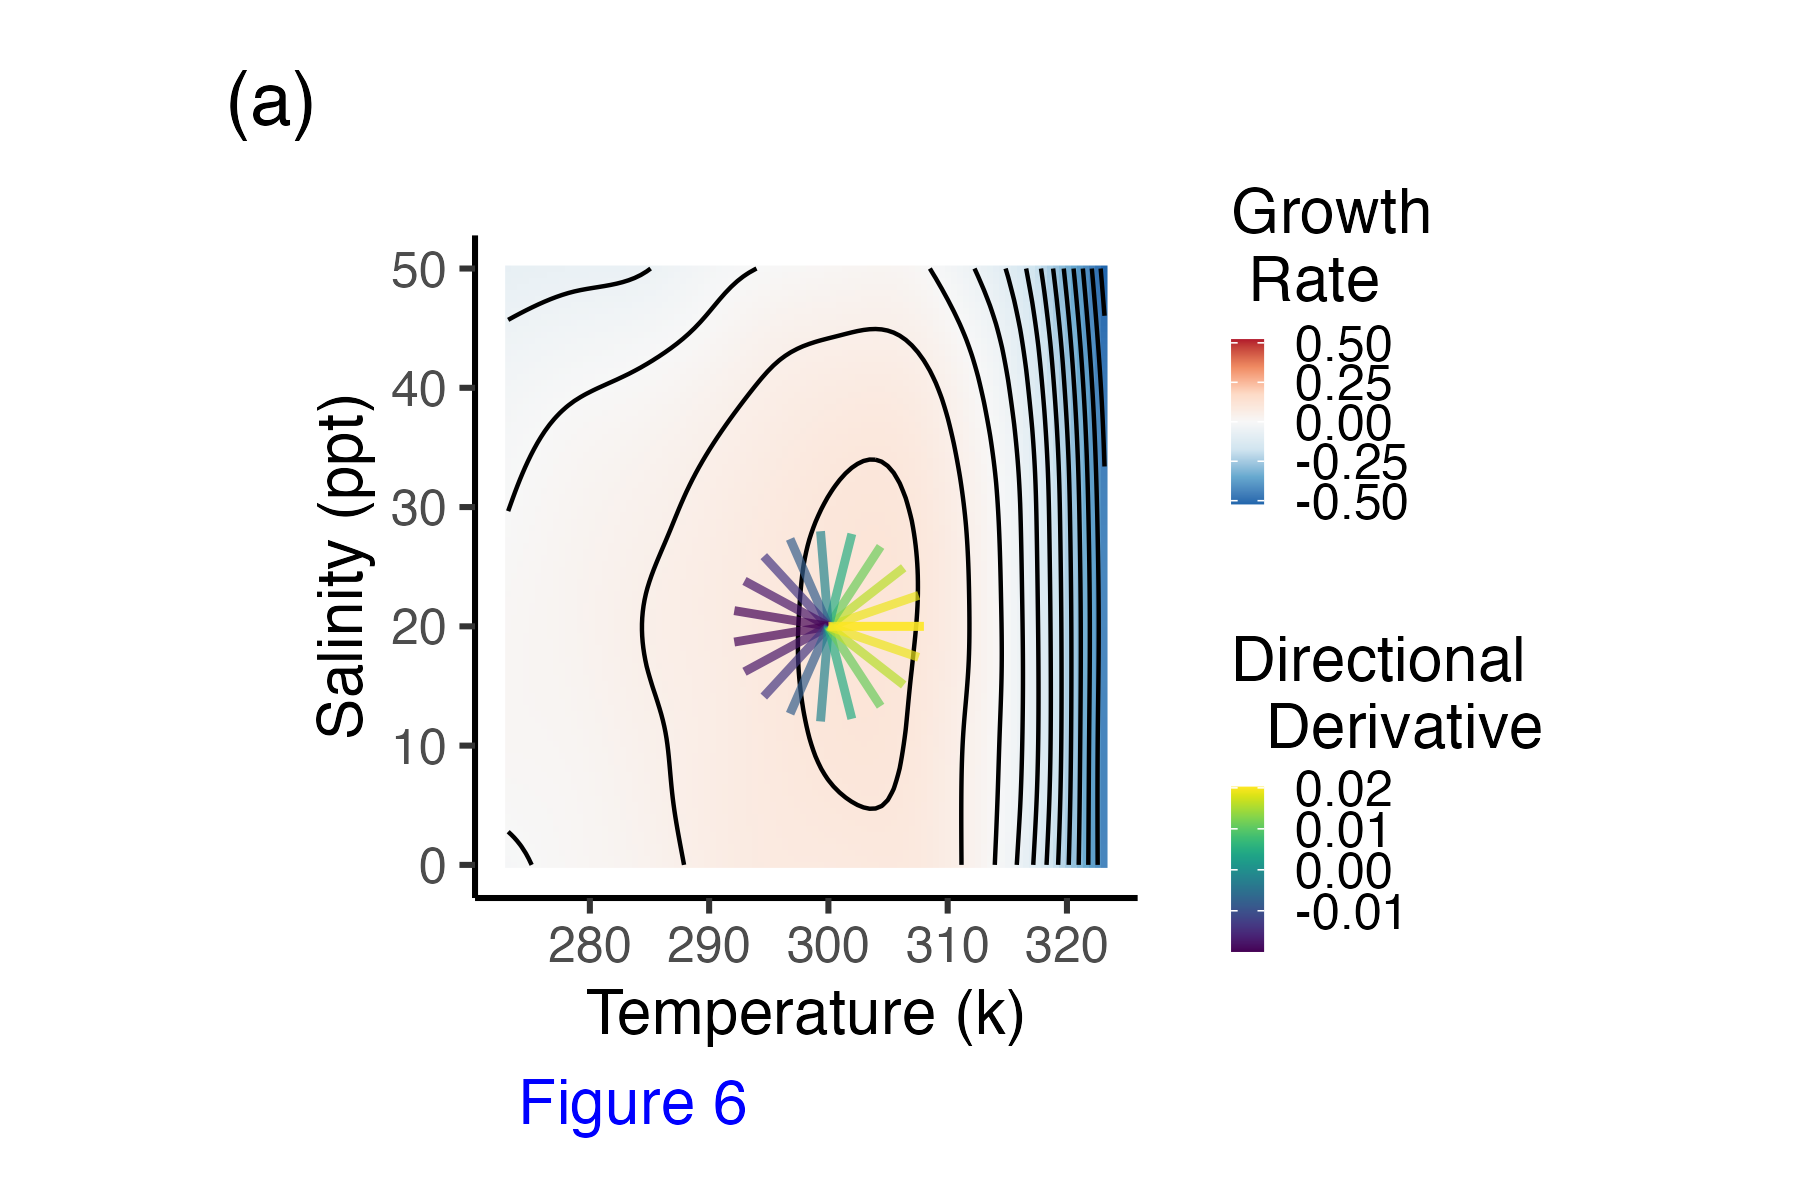 (a)
Growth
Rate
0.50
0.25
0.00
-0.25
-0.50
Directional
Derivative
0.02
0.01
0.00
-0.01
Salinity (ppt)
50
40
30
20
10
0
280 290 300 310 320
Temperature (k)
Figure 6